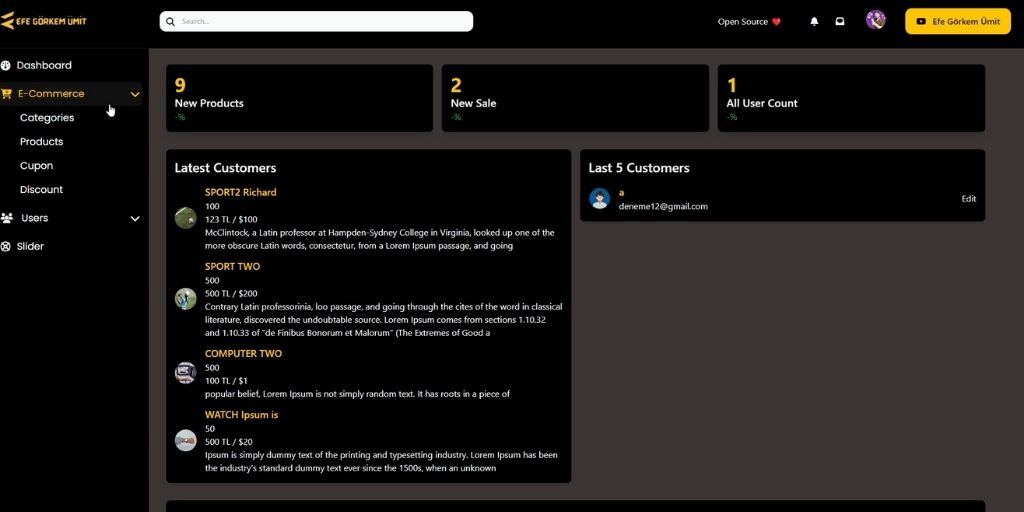 EFE GÖRKEM ÜMİT
Search...
Open Source
Efe Görkem Ümit
Dashboard
E-Commerce
Categories
Products
Cupon
Discount
Users
Slider
9
New Products
-%
2
New Sale
-%
1
All User Count
-%
Latest Customers
SPORT2 Richard
100
123 TL / $100
McClintock, a Latin professor at Hampden-Sydney College in Virginia, looked up one of the
more obscure Latin words, consectetur, from a Lorem Ipsum passage, and going
SPORT TWO
500
500 TL / $200
Contrary Latin professorinia, loo passage, and going through the cites of the word in classical
literature, discovered the undoubtable source. Lorem Ipsum comes from sections 1.10.32
and 1.10.33 of "de Finibus Bonorum et Malorum" (The Extremes of Good a
COMPUTER TWO
500
100 TL / $1
popular belief, Lorem Ipsum is not simply random text. It has roots in a piece of
WATCH Ipsum is
50
500 TL / $20
Ipsum is simply dummy text of the printing and typesetting industry. Lorem Ipsum has been
the industry's standard dummy text ever since the 1500s, when an unknown
Last 5 Customers
a
deneme12@gmail.com
Edit